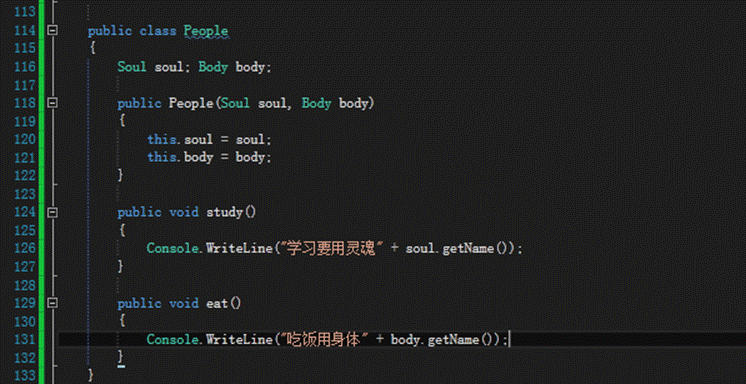 113
114 public class People
115 {
116 Soul soul; Body body;
117
118 public People(Soul soul, Body body)
119 {
120 this.soul = soul;
121 this.body = body;
122 }
123
124 public void study()
125 {
126 Console.WriteLine("学习要用灵魂" + soul.getName());
127 }
128
129 public void eat()
130 {
131 Console.WriteLine("吃饭用身体" + body.getName());
132 }
133 }